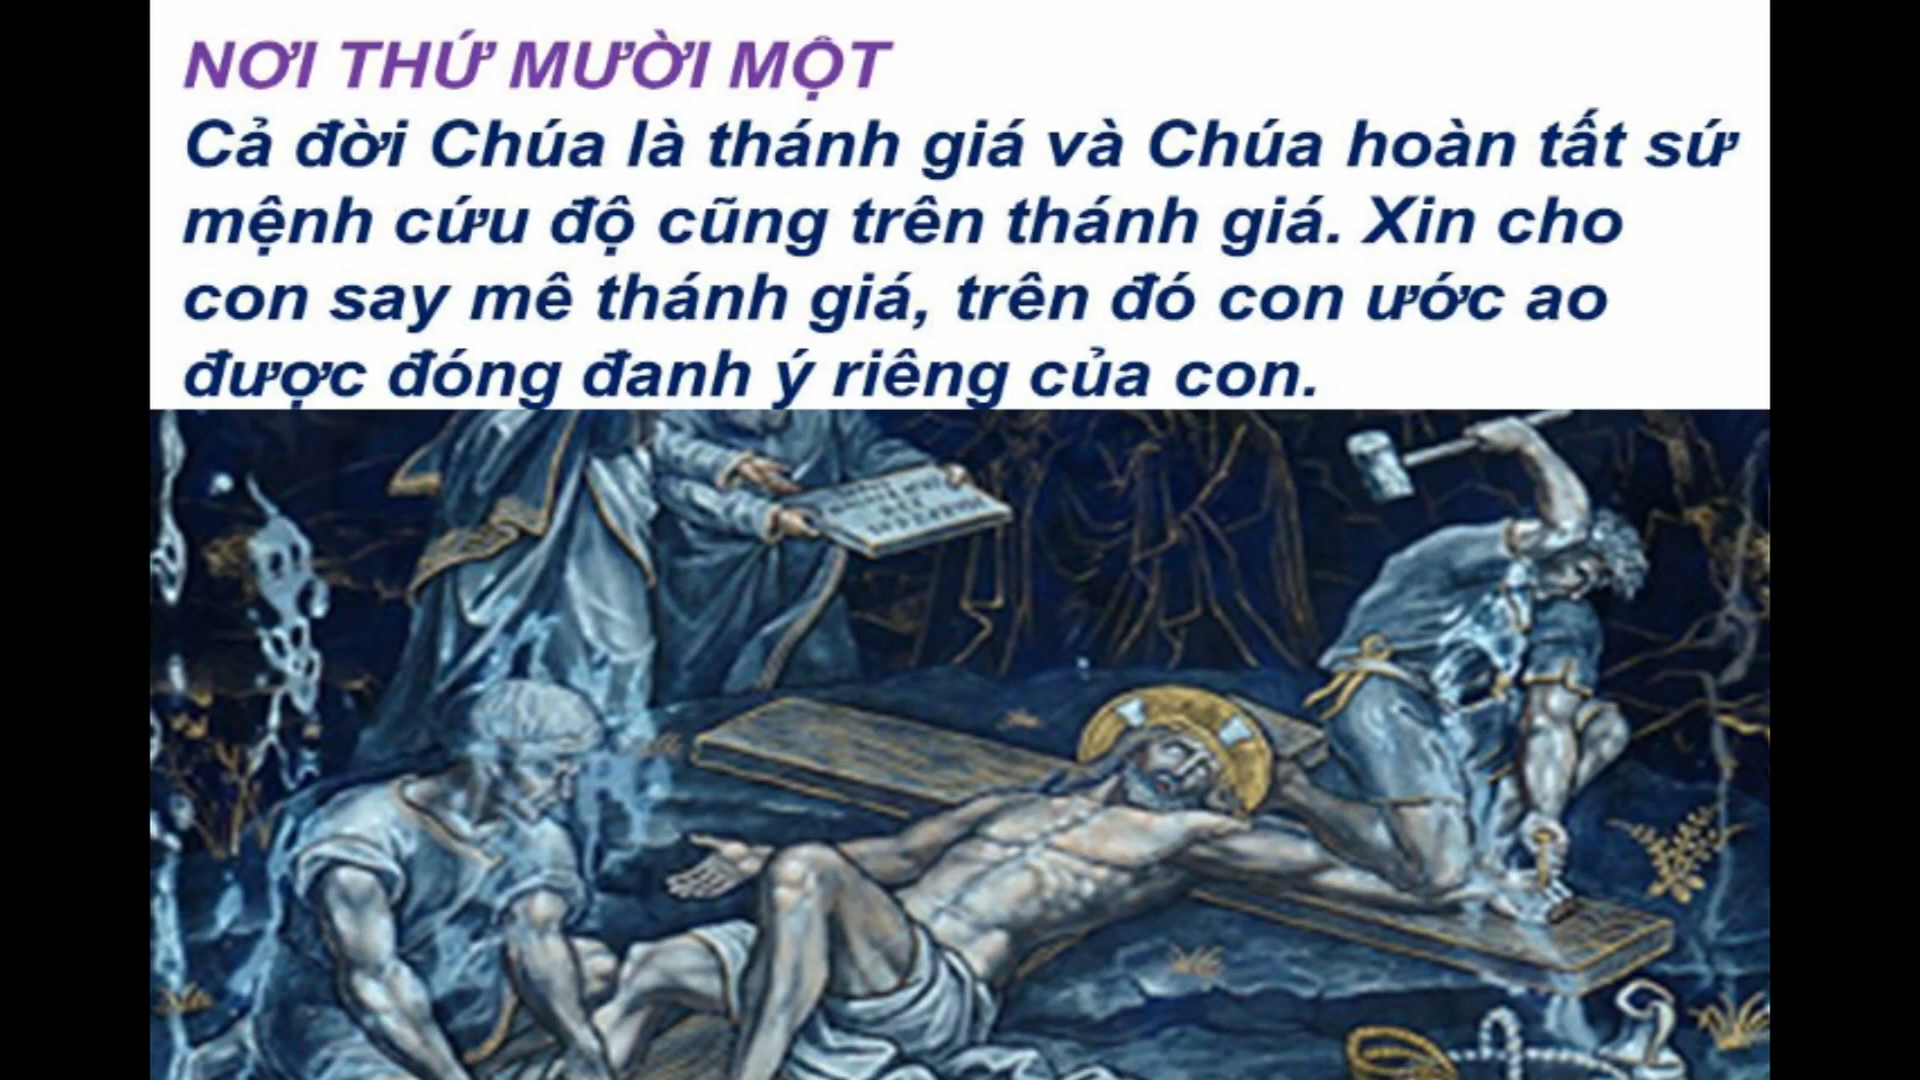 NƠI THỨ MƯỜI MỘT
Cả đời Chúa là thánh giá và Chúa hoàn tất sứ
mệnh cứu độ cũng trên thánh giá. Xin cho
con say mê thánh giá, trên đó con ước ao
được đóng đanh ý riêng của con.